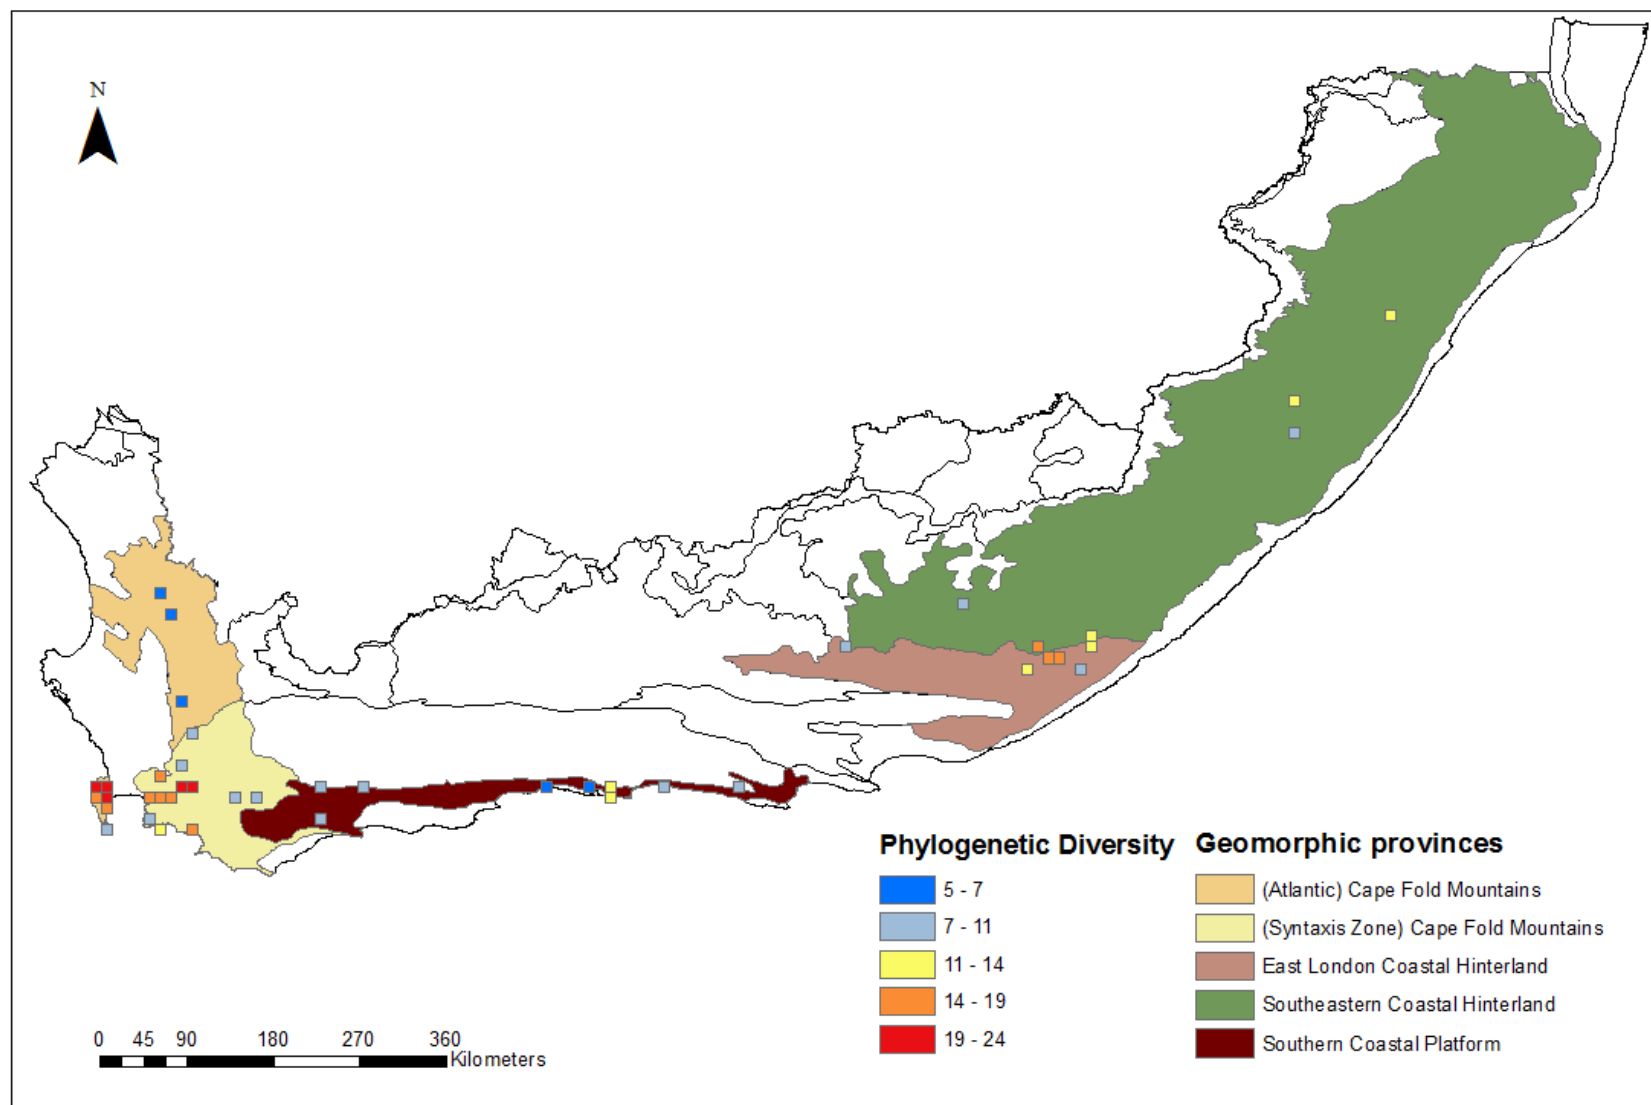 N
Phylogenetic Diversity
5 - 7
7 - 11
11 - 14
14 - 19
19 - 24
Geomorphic provinces
(Atlantic) Cape Fold Mountains
(Syntaxis Zone) Cape Fold Mountains
East London Coastal Hinterland
Southeastern Coastal Hinterland
Southern Coastal Platform
0 45 90 180 270 360
Kilometers